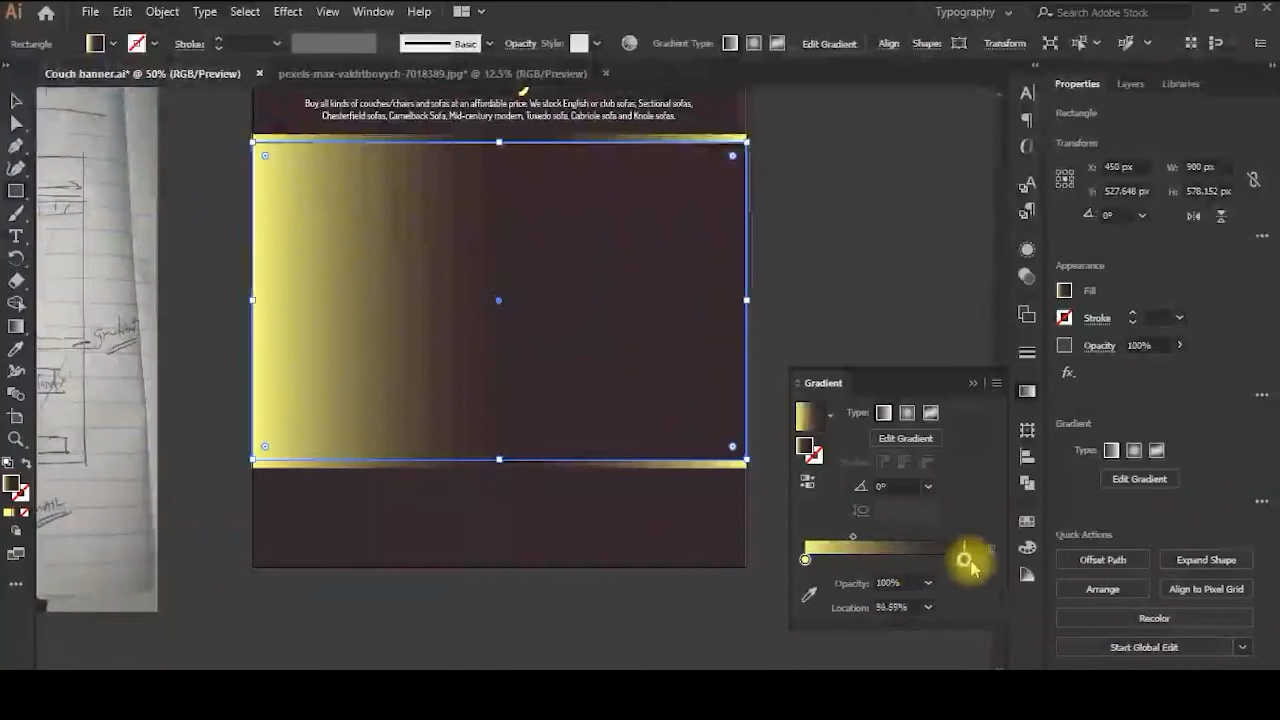 Ai File Edit Object Type Select Effect View Window Help Typography Search Adobe Stock
Rectangle Stroke: Basic Opacity Style: Gradient Type: Edit Gradient Align Shape: Transform
Couch banner.ai* @ 50% (RGB/Preview) × pexels-max-vakhtbovych-7018389.jpg* @ 12.5% (RGB/Preview) ×
Buy all kinds of couches/chairs and sofas at an affordable price. We stock English or club sofas, Sectional sofas,
Chesterfield sofas, Camelback Sofa, Mid-century modern, Tuxedo sofa, Cabriole sofa and Knole sofas.
Gradient
Type:
Edit Gradient
0°
Opacity: 100%
Location: 98.65%
Properties Layers Libraries
Rectangle
Transform
X: 450 px W: 900 px
Y: 527.648 px H: 578.152 px
0°
Appearance
Fill
Stroke
Opacity 100%
fx.
Gradient
Type:
Edit Gradient
Quick Actions
Offset Path Expand Shape
Arrange Align to Pixel Grid
Recolor
Start Global Edit